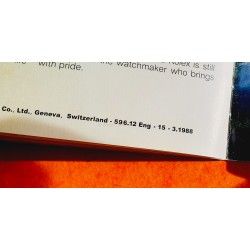 Rolex is still
with pride. the watchmaker who brings
Co., Ltd., Geneva, Switzerland - 596.12 Eng - 15 - 3.1988